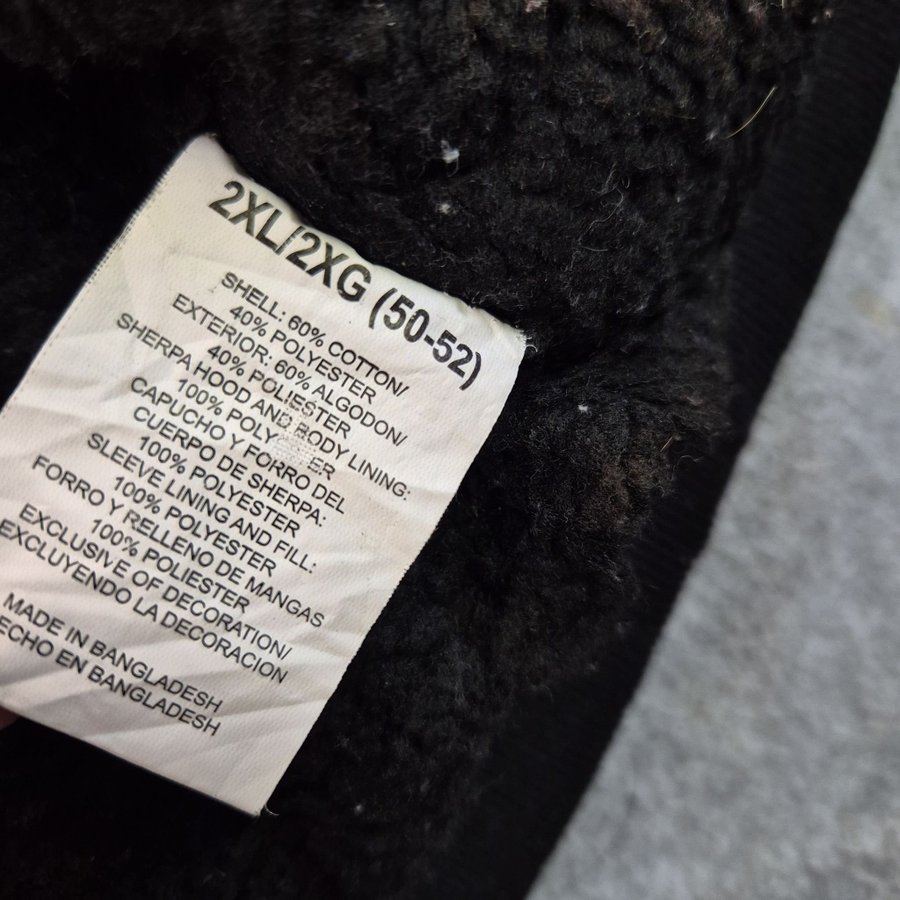 2XL/2XG (50-52)
SHELL: 60% COTTON/
40% POLYESTER
EXTERIOR: 60% ALGODON/
40% POLIESTER
SHERPA HOOD AND BODY LINING:
100% POLY ER
CAPUCHO Y FORRO DEL
CUERPO DE SHERPA:
100% POLYESTER
SLEEVE LINING AND FILL:
100% POLYESTER
FORRO Y RELLENO DE MANGAS
100% POLIESTER
EXCLUSIVE OF DECORATION/
EXCLUYENDO LA DECORACION
MADE IN BANGLADESH
ECHO EN BANGLADESH